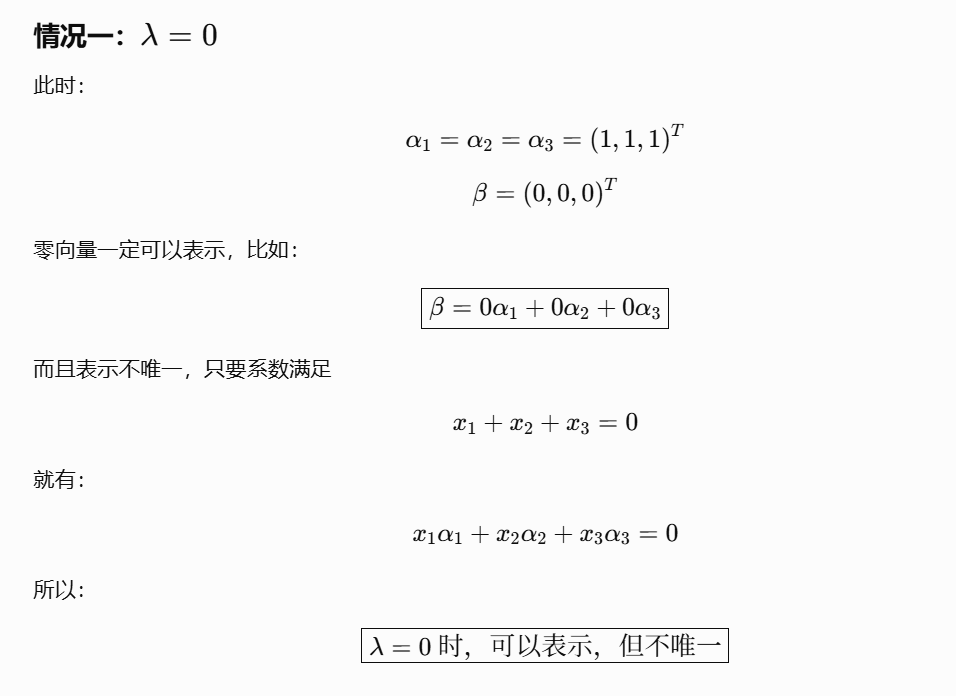 情况一：λ = 0
此时：
α₁ = α₂ = α₃ = (1, 1, 1)ᵀ
β = (0, 0, 0)ᵀ
零向量一定可以表示，比如：
β = 0α₁ + 0α₂ + 0α₃
而且表示不唯一，只要系数满足
x₁ + x₂ + x₃ = 0
就有：
x₁α₁ + x₂α₂ + x₃α₃ = 0
所以：
λ = 0 时，可以表示，但不唯一